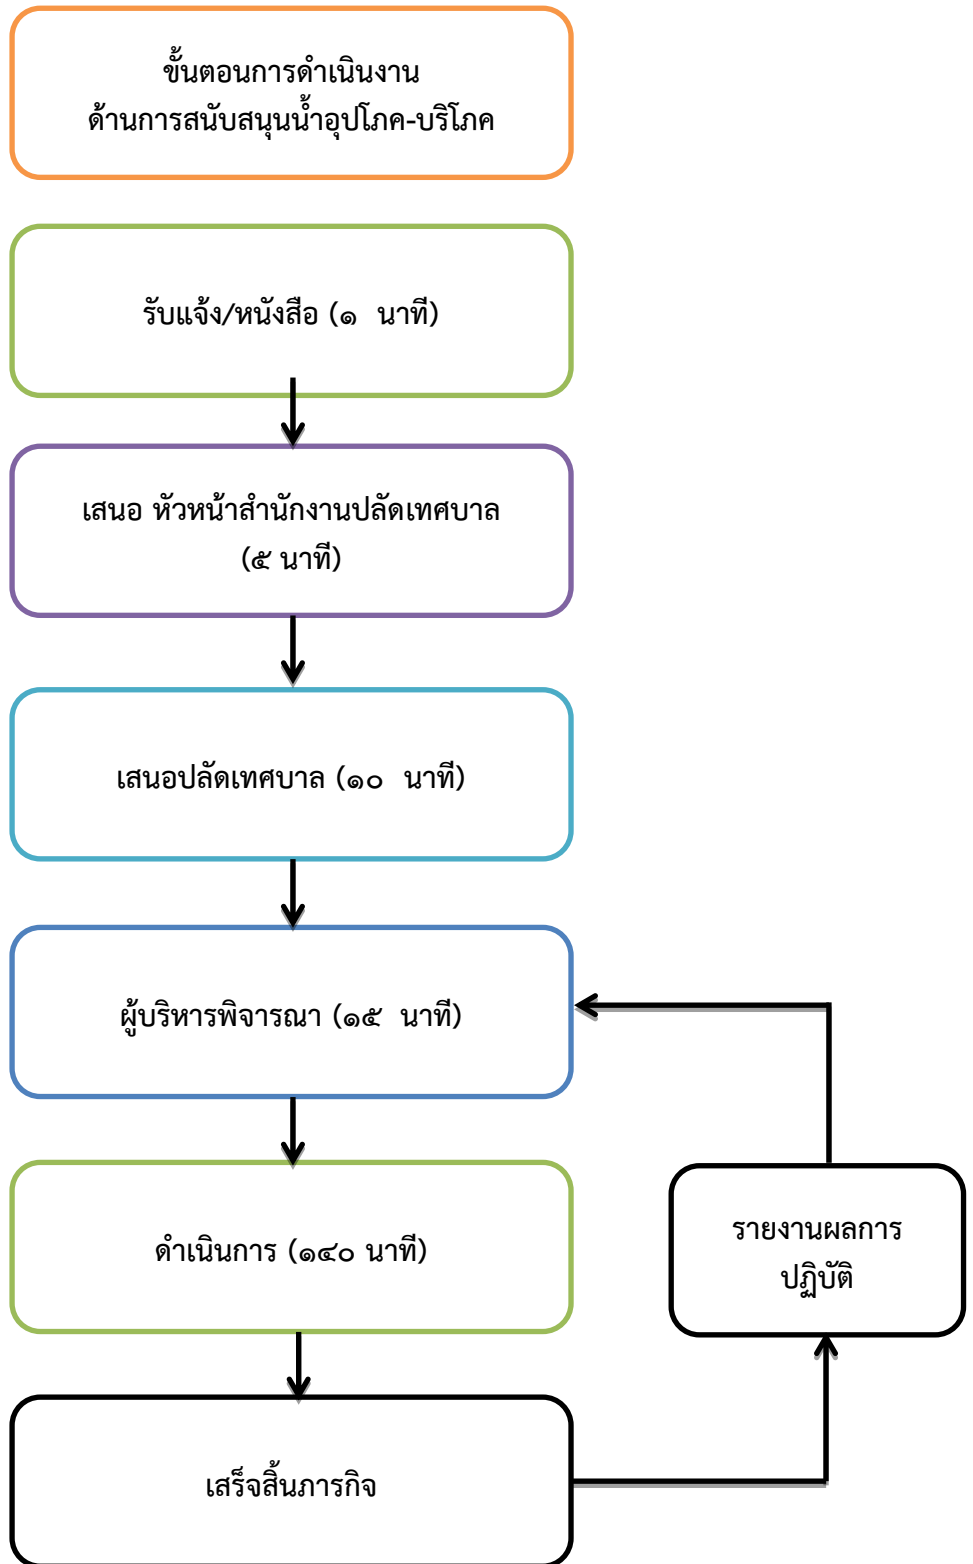 ขั้นตอนการดำเนินงาน
ด้านการสนับสนุนน้ำอุปโภค-บริโภค
รับแจ้ง/หนังสือ (๑ นาที)
เสนอ หัวหน้าสำนักงานปลัดเทศบาล
(๕ นาที)
เสนอปลัดเทศบาล (๑๐ นาที)
ผู้บริหารพิจารณา (๑๕ นาที)
ดำเนินการ (๑๔๐ นาที)
รายงานผลการ
ปฏิบัติ
เสร็จสิ้นภารกิจ